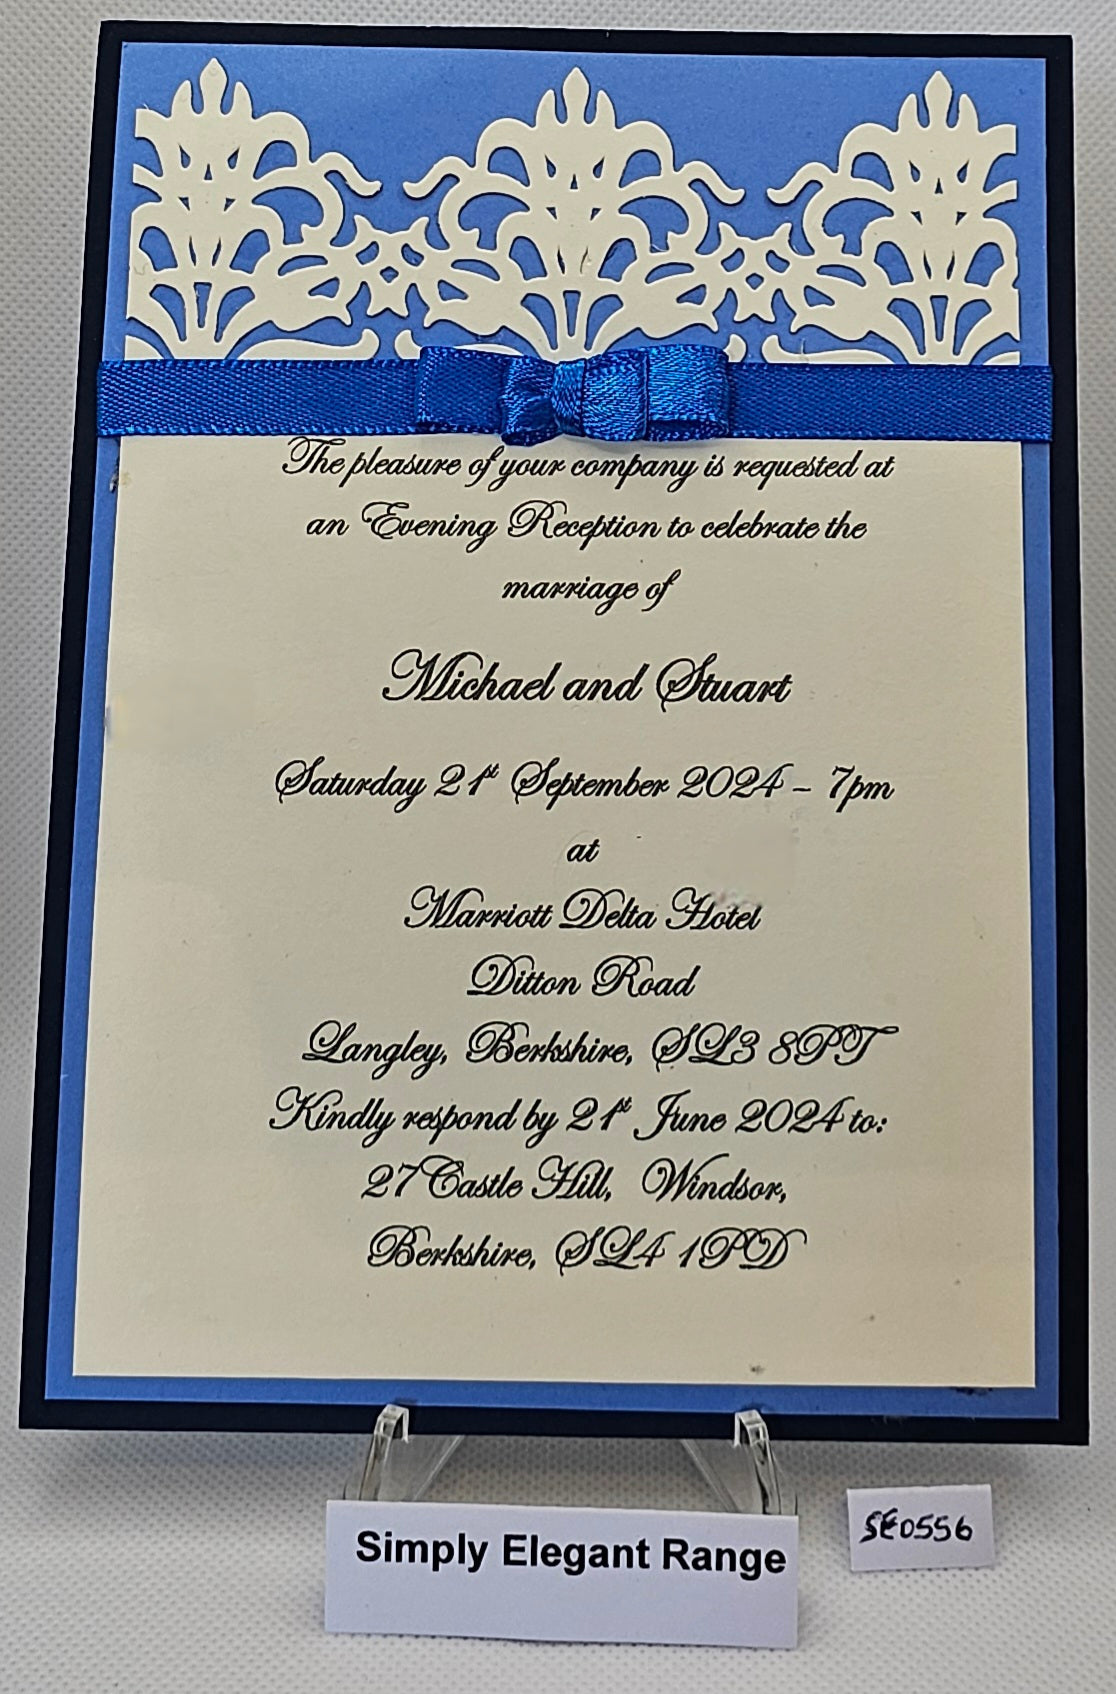 The pleasure of your company is requested at
an Evening Reception to celebrate the
marriage of
Michael and Stuart
Saturday 21st September 2024 – 7pm
at
Marriott Delta Hotel
Ditton Road
Langley, Berkshire, SL3 8PT
Kindly respond by 21st June 2024 to:
27 Castle Hill, Windsor,
Berkshire, SL4 1PD
Simply Elegant Range
SE0556